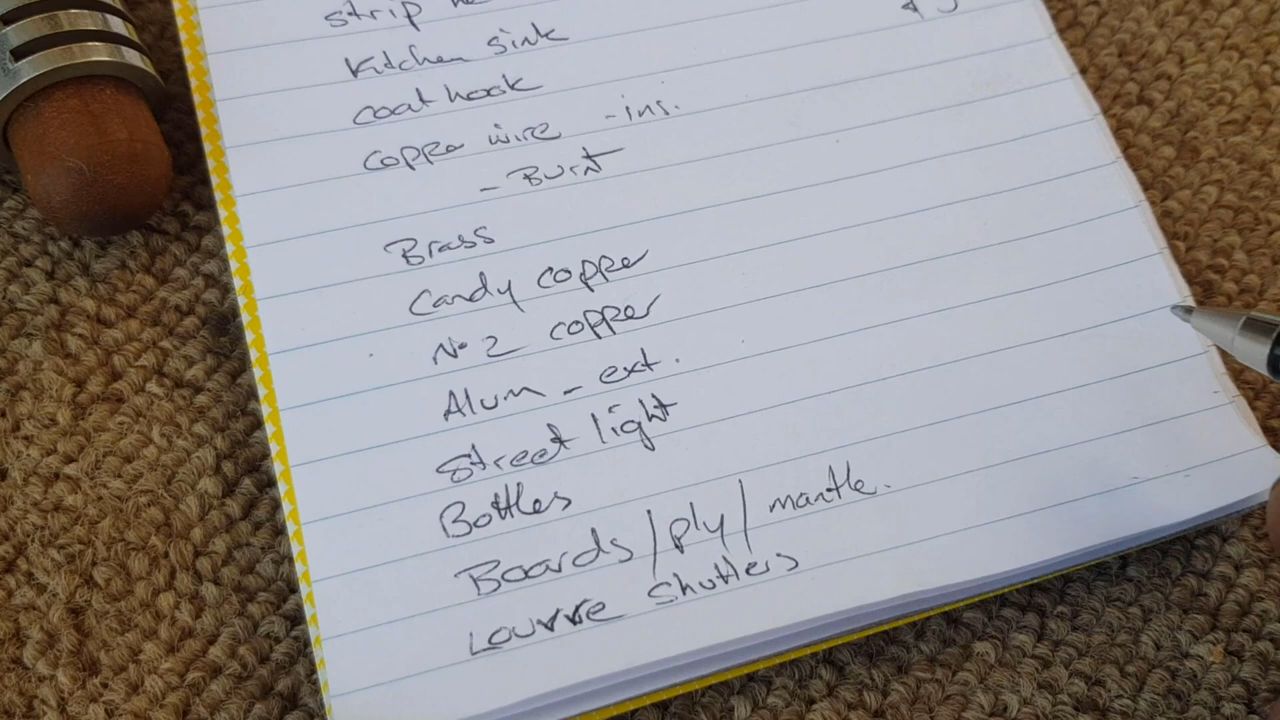 strip
Kitchen sink
coat hook
copper wire - ins.
- Burnt
Brass
Candy copper
No 2 copper
Alum - ext.
Street light
Bottles
Boards / ply / mantle.
Louvre shutters